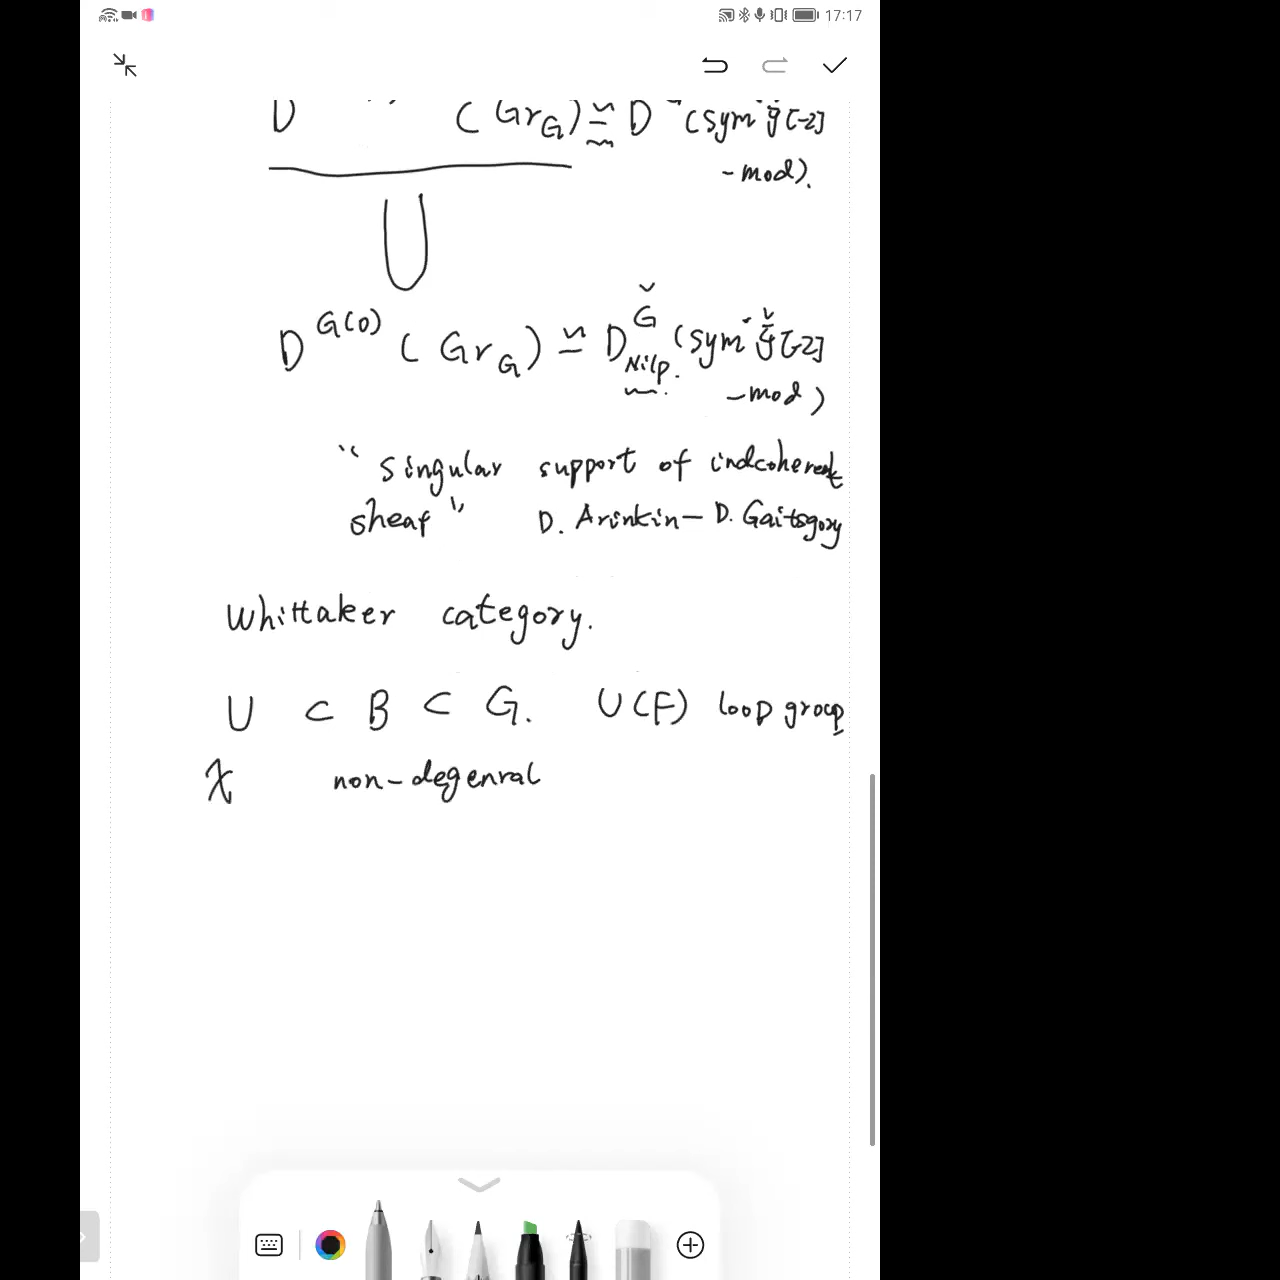 17:17
D (Gr_G) ≃ D (Sym ǧ[-2]
-mod).
U
D^{G(O)} (Gr_G) ≃ D^{Ǧ}_{Nilp.} (Sym˙ ǧ[-2]
-mod)
"singular support of indcoherent
sheaf" D. Arinkin - D. Gaitsgory
Whittaker category.
U ⊂ B ⊂ G. U(F) loop group
χ non-degenral